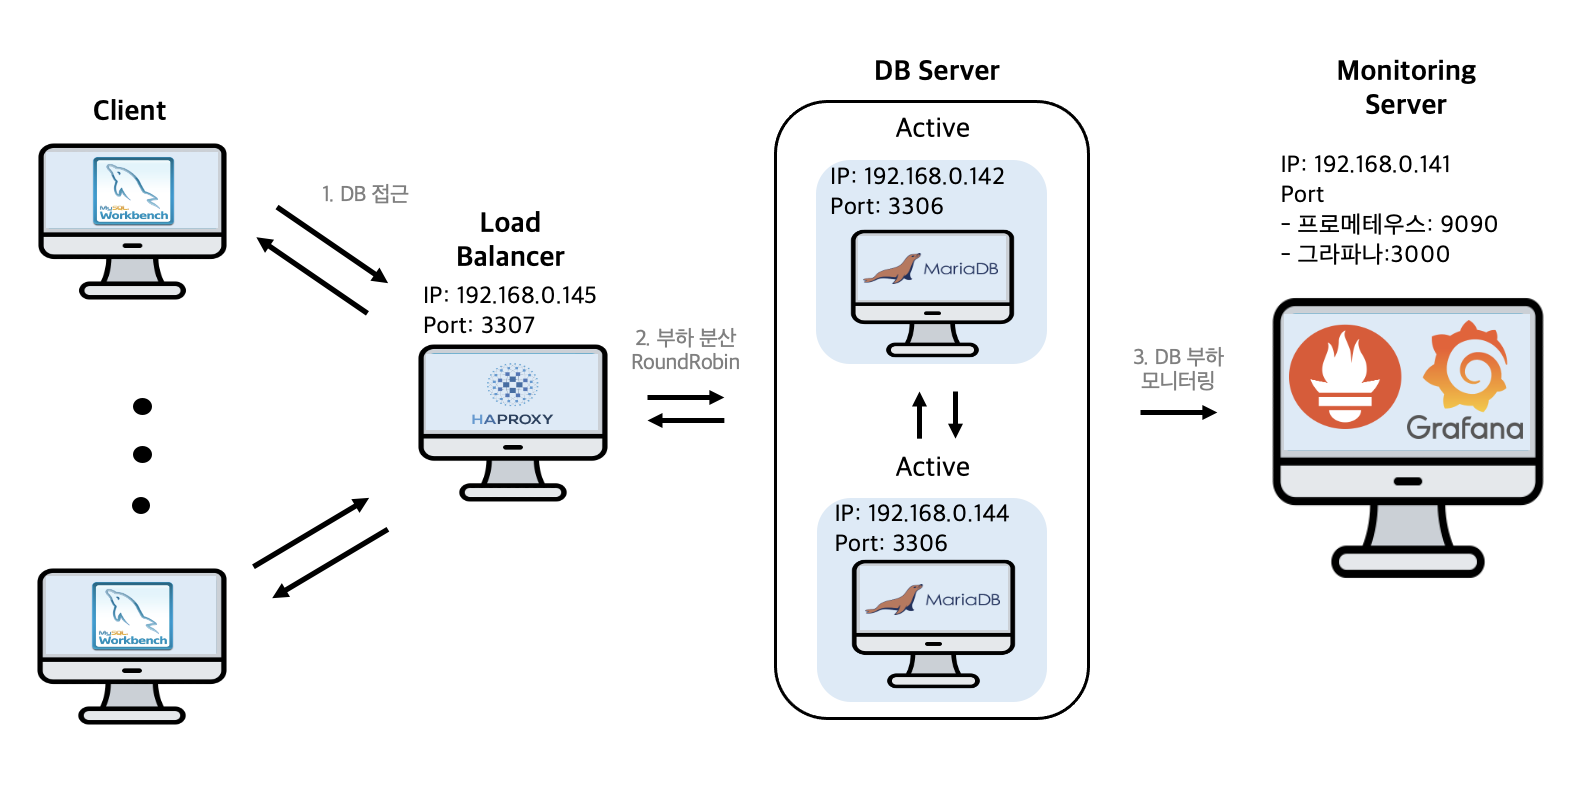 Client
MySQL
Workbench
1. DB 접근
Load
Balancer
IP: 192.168.0.145
Port: 3307
HAPROXY
2. 부하 분산
RoundRobin
DB Server
Active
IP: 192.168.0.142
Port: 3306
MariaDB
Active
IP: 192.168.0.144
Port: 3306
MariaDB
3. DB 부하
모니터링
Monitoring
Server
IP: 192.168.0.141
Port
- 프로메테우스: 9090
- 그라파나:3000
Grafana
MySQL
Workbench